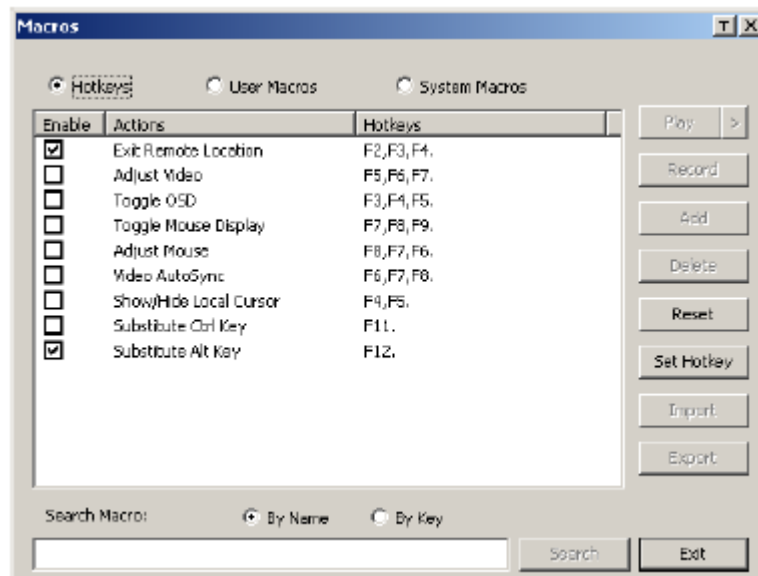 Macros
Hotkeys User Macros System Macros
Enable Actions Hotkeys
Exit Remote Location F2,F3,F4.
Adjust Video F5,F6,F7.
Toggle OSD F3,F4,F5.
Toggle Mouse Display F7,F8,F9.
Adjust Mouse F8,F7,F6.
Video AutoSync F6,F7,F8.
Show/Hide Local Cursor F4,F5.
Substitute Ctrl Key F11.
Substitute Alt Key F12.
Play >
Record
Add
Delete
Reset
Set Hotkey
Import
Export
Search Macro: By Name By Key
Search Exit